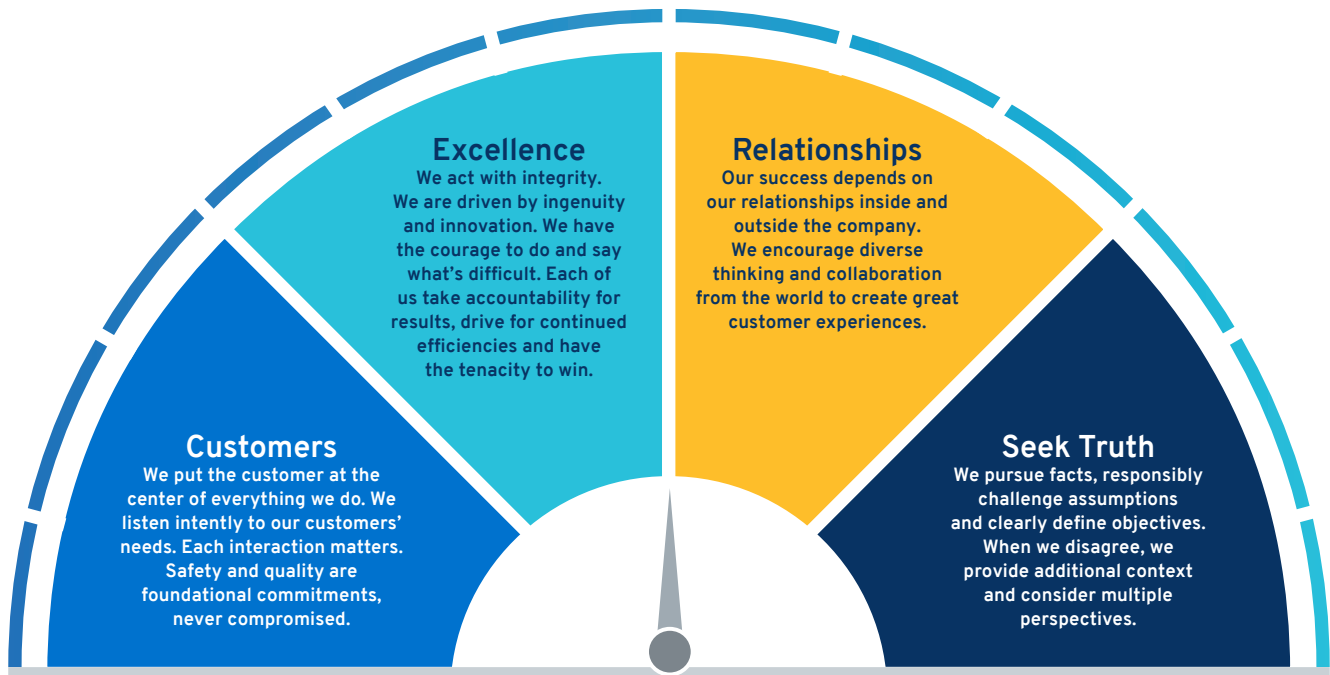 Excellence
We act with integrity.
We are driven by ingenuity
and innovation. We have
the courage to do and say
what's difficult. Each of
us take accountability for
results, drive for continued
efficiencies and have
the tenacity to win.
Relationships
Our success depends on
our relationships inside and
outside the company.
We encourage diverse
thinking and collaboration
from the world to create great
customer experiences.
Customers
We put the customer at the
center of everything we do. We
listen intently to our customers'
needs. Each interaction matters.
Safety and quality are
foundational commitments,
never compromised.
Seek Truth
We pursue facts, responsibly
challenge assumptions
and clearly define objectives.
When we disagree, we
provide additional context
and consider multiple
perspectives.